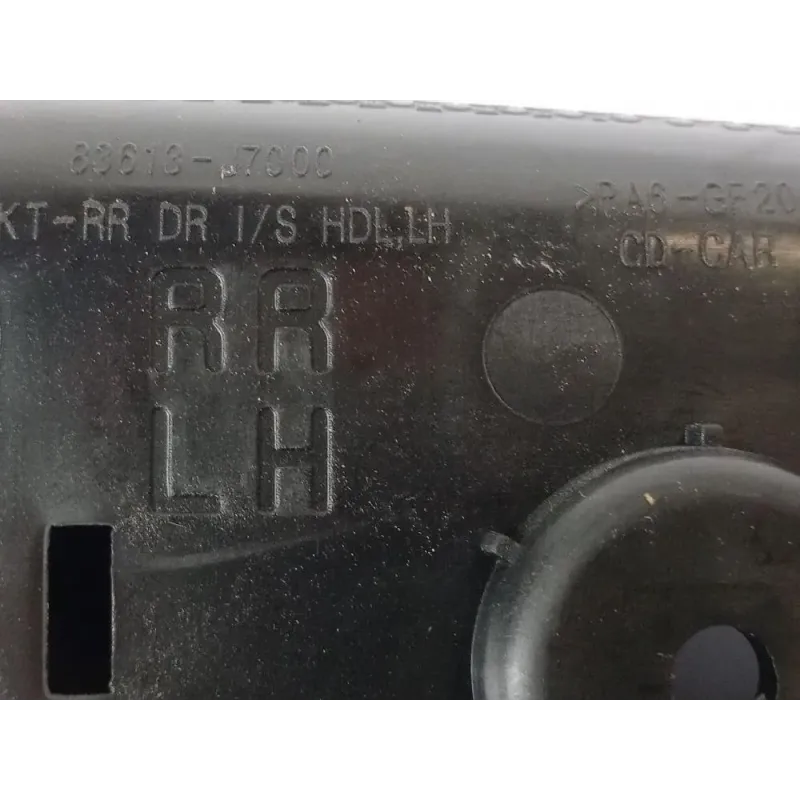 83613-J7000
KT-RR DR I/S HDL,LH
>PA6-GF20
CD-CAR
RR
LH